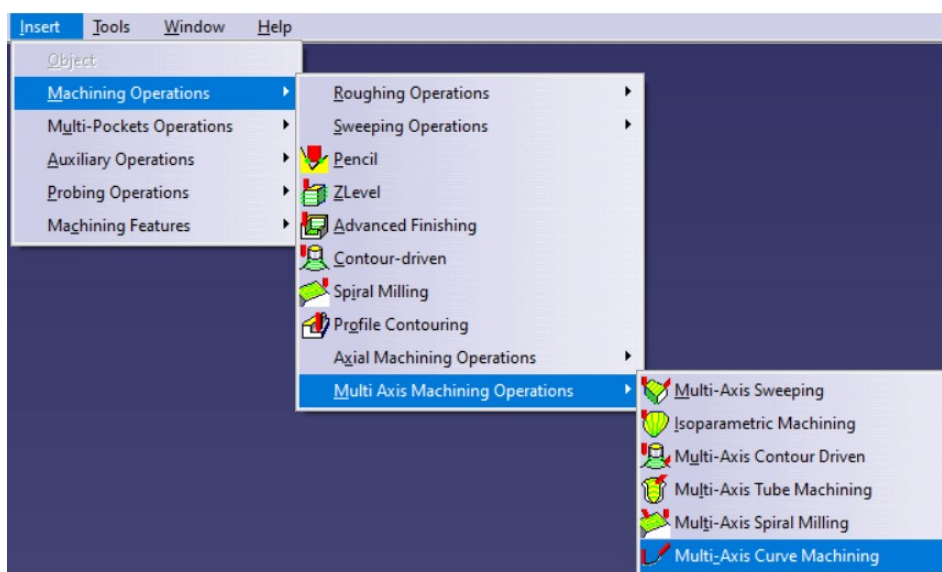 Insert Tools Window Help
Object
Machining Operations
Multi-Pockets Operations
Auxiliary Operations
Probing Operations
Machining Features
Roughing Operations
Sweeping Operations
Pencil
ZLevel
Advanced Finishing
Contour-driven
Spiral Milling
Profile Contouring
Axial Machining Operations
Multi Axis Machining Operations
Multi-Axis Sweeping
Isoparametric Machining
Multi-Axis Contour Driven
Multi-Axis Tube Machining
Multi-Axis Spiral Milling
Multi-Axis Curve Machining